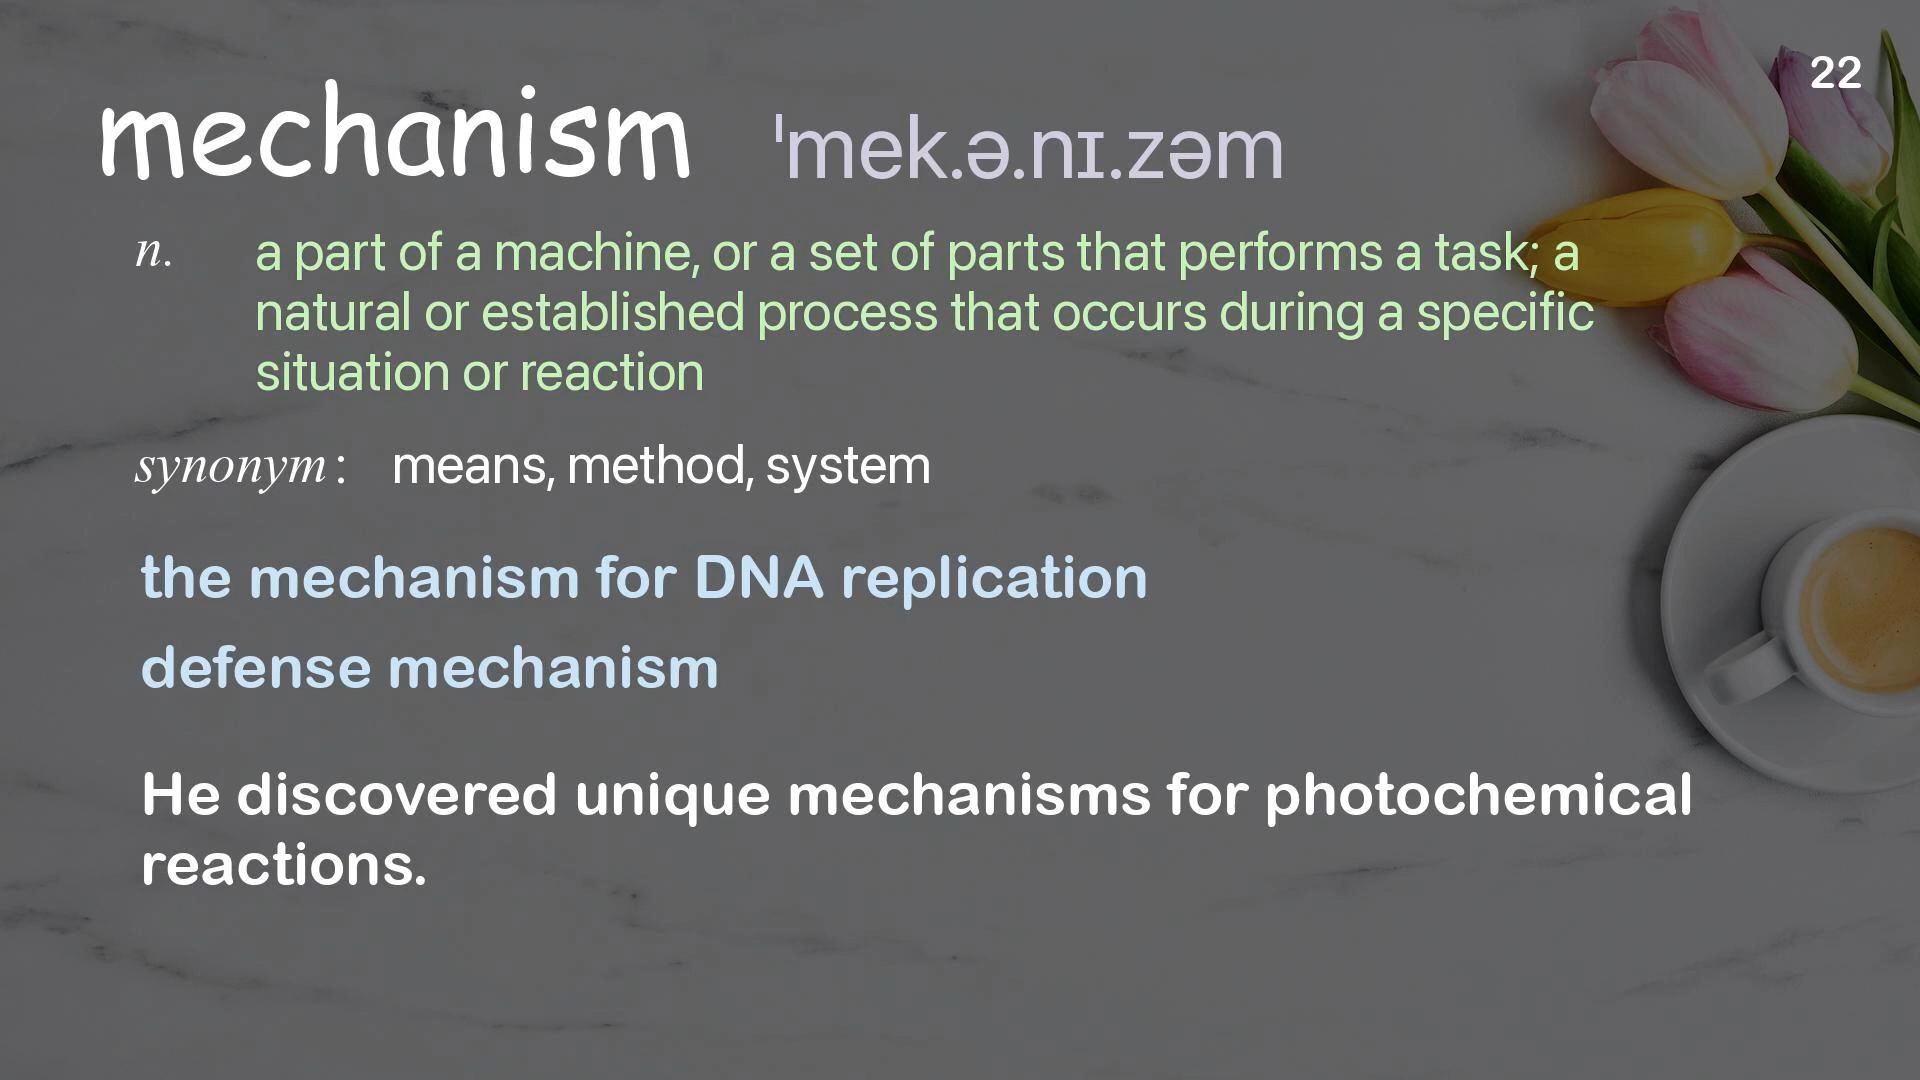 22
mechanism ˈmek.ə.nɪ.zəm
n. a part of a machine, or a set of parts that performs a task; a
natural or established process that occurs during a specific
situation or reaction
synonym : means, method, system
the mechanism for DNA replication
defense mechanism
He discovered unique mechanisms for photochemical
reactions.